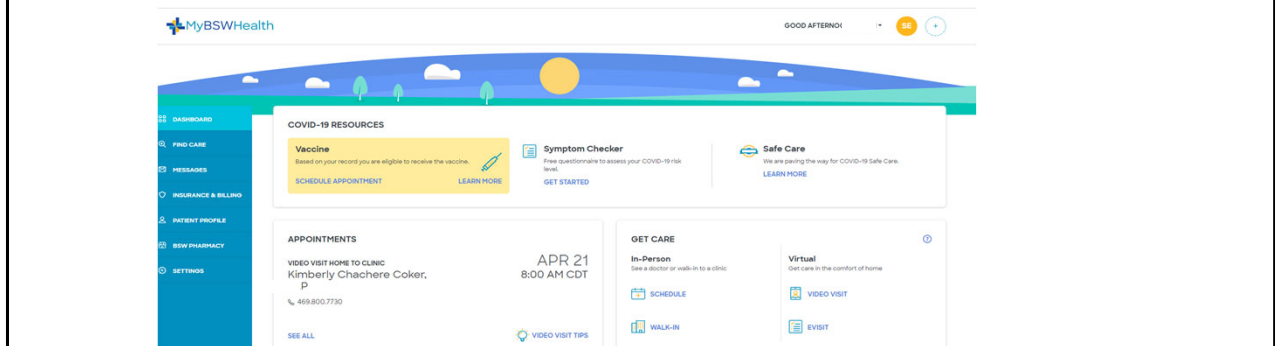 MyBSWHealth
GOOD AFTERNO
SE
+
DASHBOARD
FIND CARE
MESSAGES
INSURANCE & BILLING
PATIENT PROFILE
BSW PHARMACY
SETTINGS
COVID-19 RESOURCES
Vaccine
Based on your record you are eligible to receive the vaccine.
SCHEDULE APPOINTMENT
LEARN MORE
Symptom Checker
Free questionnaire to assess your COVID-19 risk
level.
GET STARTED
Safe Care
We are paving the way for COVID-19 Safe Care.
LEARN MORE
APPOINTMENTS
VIDEO VISIT HOME TO CLINIC
Kimberly Chachere Coker,
P
469.800.7730
APR 21
8:00 AM CDT
SEE ALL
VIDEO VISIT TIPS
GET CARE
?
In-Person
See a doctor or walk-in to a clinic
SCHEDULE
WALK-IN
Virtual
Get care in the comfort of home
VIDEO VISIT
EVISIT